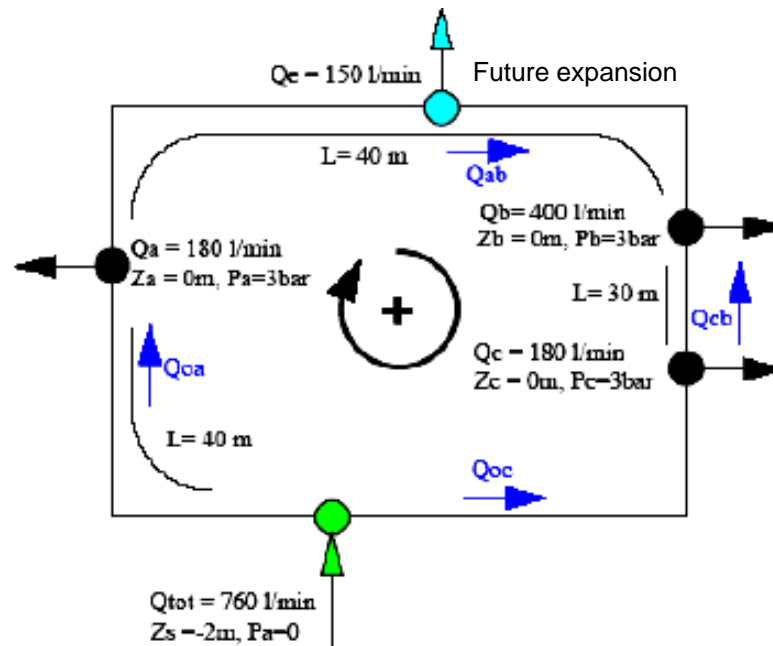 Qe = 150 l/min
Future expansion
L= 40 m
Qab
Qa = 180 l/min
Za = 0m, Pa=3bar
Qb= 400 l/min
Zb = 0m, Pb=3bar
L= 30 m
Qcb
+
Qoa
Qc = 180 l/min
Zc = 0m, Pc=3bar
L= 40 m
Qoc
Qtot = 760 l/min
Zs =-2m, Pa=0